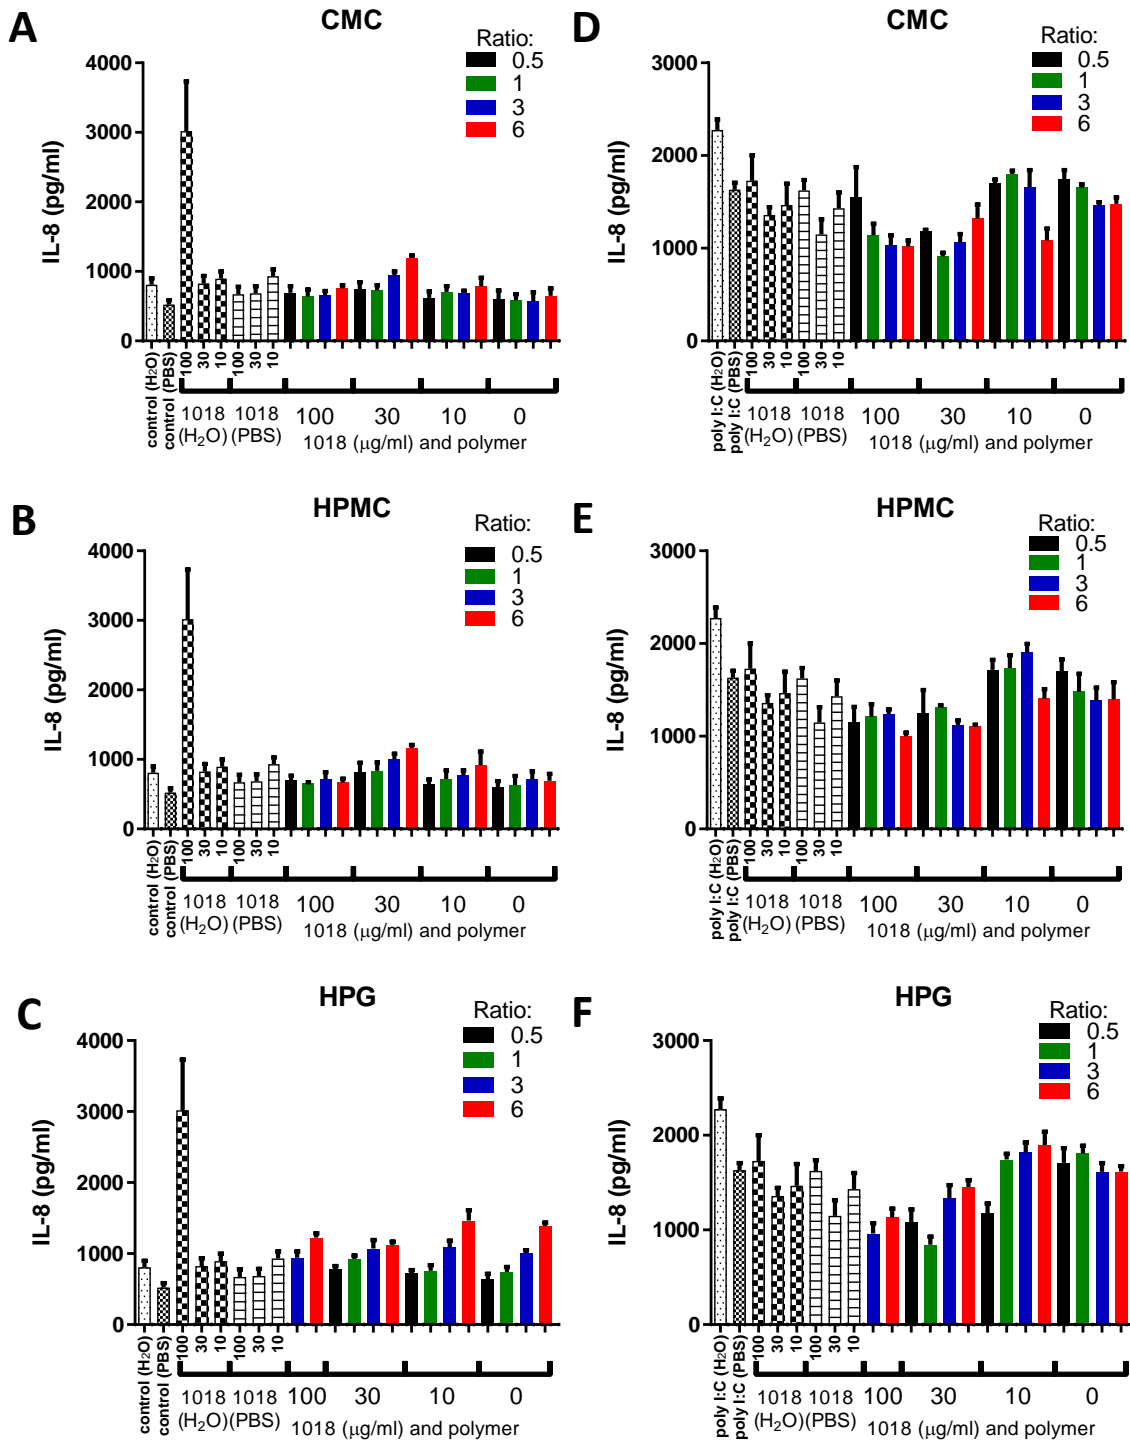 A
CMC
Ratio:
0.5
1
3
6
IL-8 (pg/ml)
4000
3000
2000
1000
0
control (H2O)
control (PBS)
100
30
10
100
30
10
1018
(H2O)
1018
(PBS)
100
30
10
0
1018 (μg/ml) and polymer
D
CMC
Ratio:
0.5
1
3
6
IL-8 (pg/ml)
3000
2000
1000
0
poly I:C (H2O)
poly I:C (PBS)
100
30
10
100
30
10
1018
(H2O)
1018
(PBS)
100
30
10
0
1018 (μg/ml) and polymer
B
HPMC
Ratio:
0.5
1
3
6
IL-8 (pg/ml)
4000
3000
2000
1000
0
control (H2O)
control (PBS)
100
30
10
100
30
10
1018
(H2O)
1018
(PBS)
100
30
10
0
1018 (μg/ml) and polymer
E
HPMC
Ratio:
0.5
1
3
6
IL-8 (pg/ml)
3000
2000
1000
0
poly I:C (H2O)
poly I:C (PBS)
100
30
10
100
30
10
1018
(H2O)
1018
(PBS)
100
30
10
0
1018 (μg/ml) and polymer
C
HPG
Ratio:
0.5
1
3
6
IL-8 (pg/ml)
4000
3000
2000
1000
0
control (H2O)
control (PBS)
100
30
10
100
30
10
1018
(H2O)
1018
(PBS)
100
30
10
0
1018 (μg/ml) and polymer
F
HPG
Ratio:
0.5
1
3
6
IL-8 (pg/ml)
3000
2000
1000
0
poly I:C (H2O)
poly I:C (PBS)
100
30
10
100
30
10
1018
(H2O)
1018
(PBS)
100
30
10
0
1018 (μg/ml) and polymer